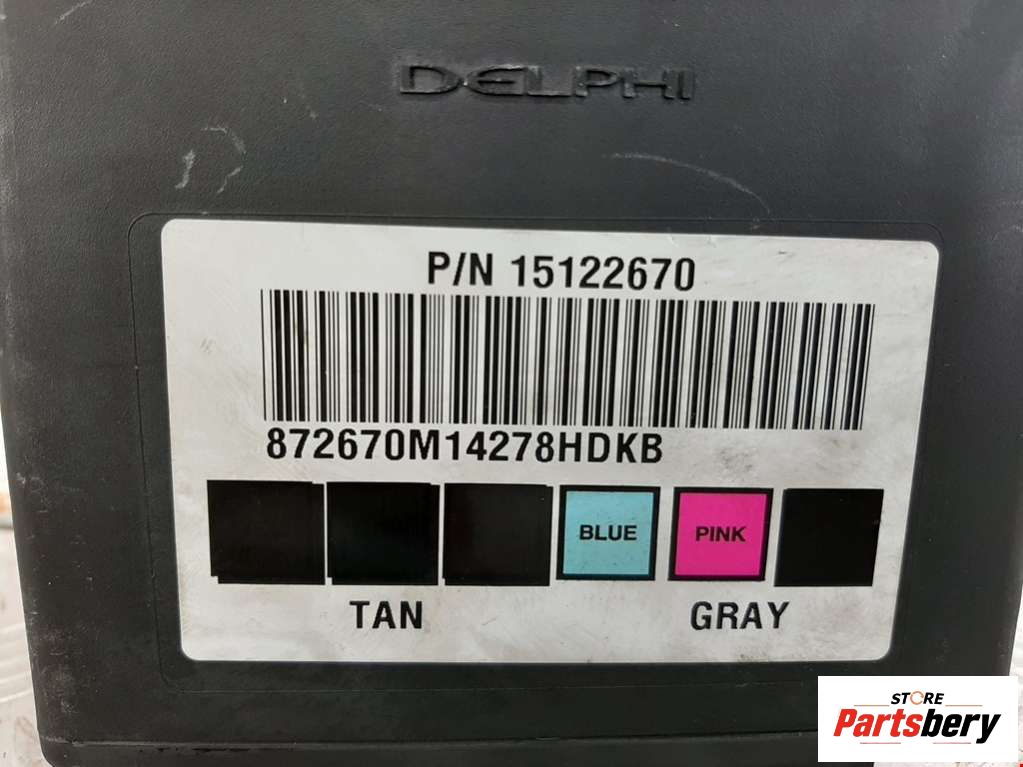 DELPHI
P/N 15122670
872670M14278HDKB
BLUE PINK
TAN GRAY
STORE
Partsbery